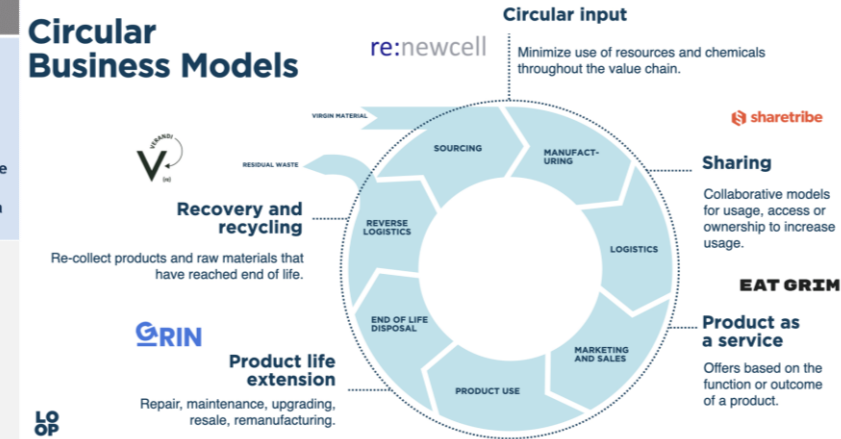 Circular
Business Models
re:newcell
Circular input
Minimize use of resources and chemicals
throughout the value chain.
VIRGIN MATERIAL
RESIDUAL WASTE
SOURCING
MANUFACT-
URING
LOGISTICS
MARKETING
AND SALES
PRODUCT USE
END OF LIFE
DISPOSAL
REVERSE
LOGISTICS
sharetribe
Sharing
Collaborative models
for usage, access or
ownership to increase
usage.
EAT GRIM
Product as
a service
Offers based on the
function or outcome
of a product.
V
Recovery and
recycling
Re-collect products and raw materials that
have reached end of life.
GRIN
Product life
extension
Repair, maintenance, upgrading,
resale, remanufacturing.
LO
OP